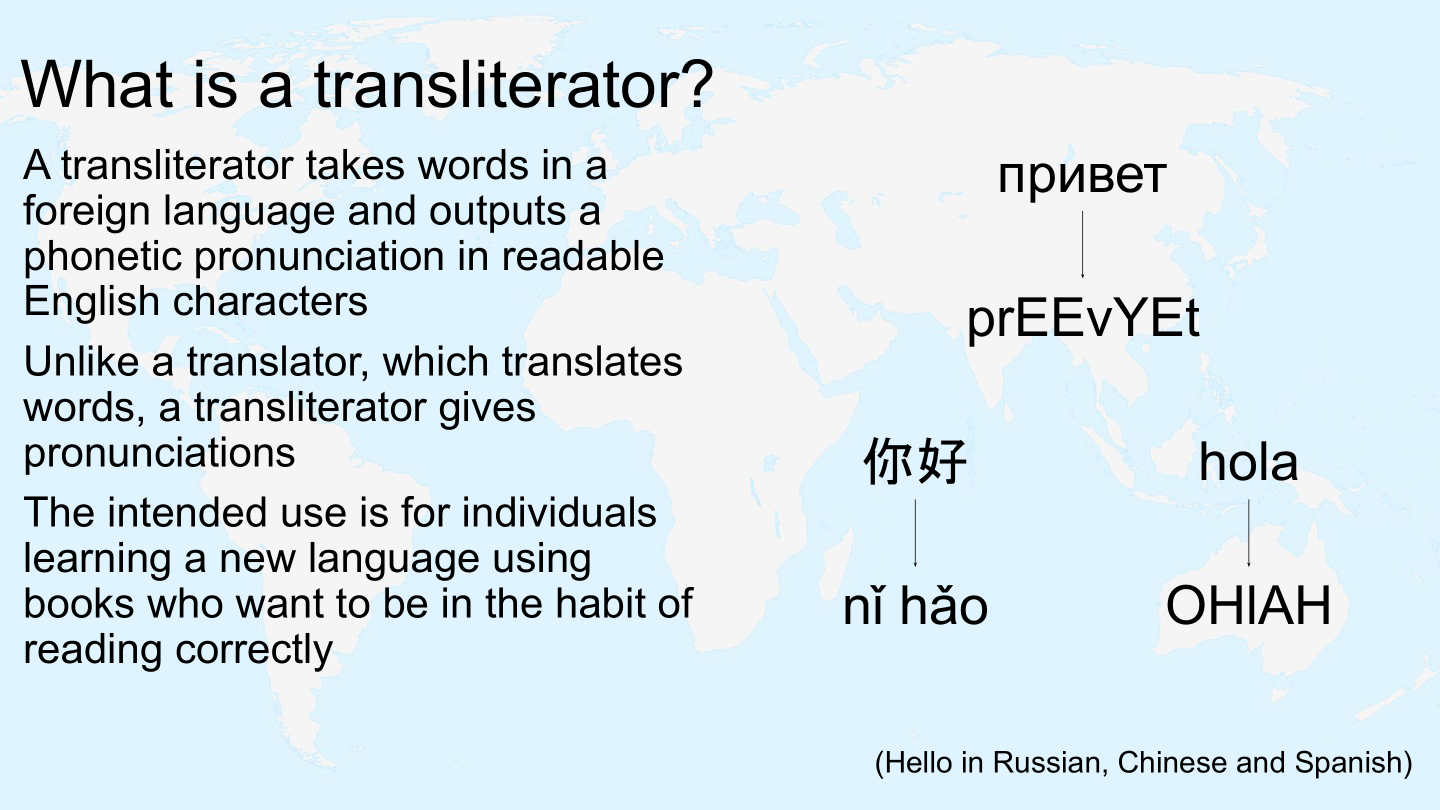 What is a transliterator?
A transliterator takes words in a
foreign language and outputs a
phonetic pronunciation in readable
English characters
Unlike a translator, which translates
words, a transliterator gives
pronunciations
The intended use is for individuals
learning a new language using
books who want to be in the habit of
reading correctly
привет
prEEvYEt
你好
nǐ hǎo
hola
OHlAH
(Hello in Russian, Chinese and Spanish)